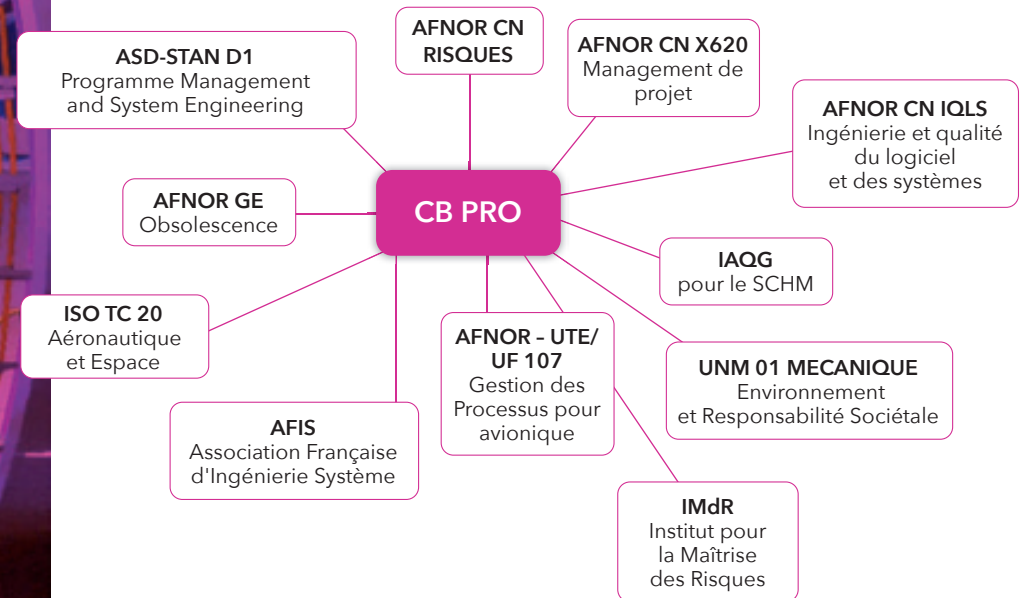 AFNOR CN
RISQUES
AFNOR CN X620
Management de
projet
ASD-STAN D1
Programme Management
and System Engineering
AFNOR CN IQLS
Ingénierie et qualité
du logiciel
et des systèmes
AFNOR GE
Obsolescence
CB PRO
IAQG
pour le SCHM
ISO TC 20
Aéronautique
et Espace
AFNOR – UTE/
UF 107
Gestion des
Processus pour
avionique
UNM 01 MECANIQUE
Environnement
et Responsabilité Sociétale
AFIS
Association Française
d'Ingénierie Système
IMdR
Institut pour
la Maîtrise
des Risques